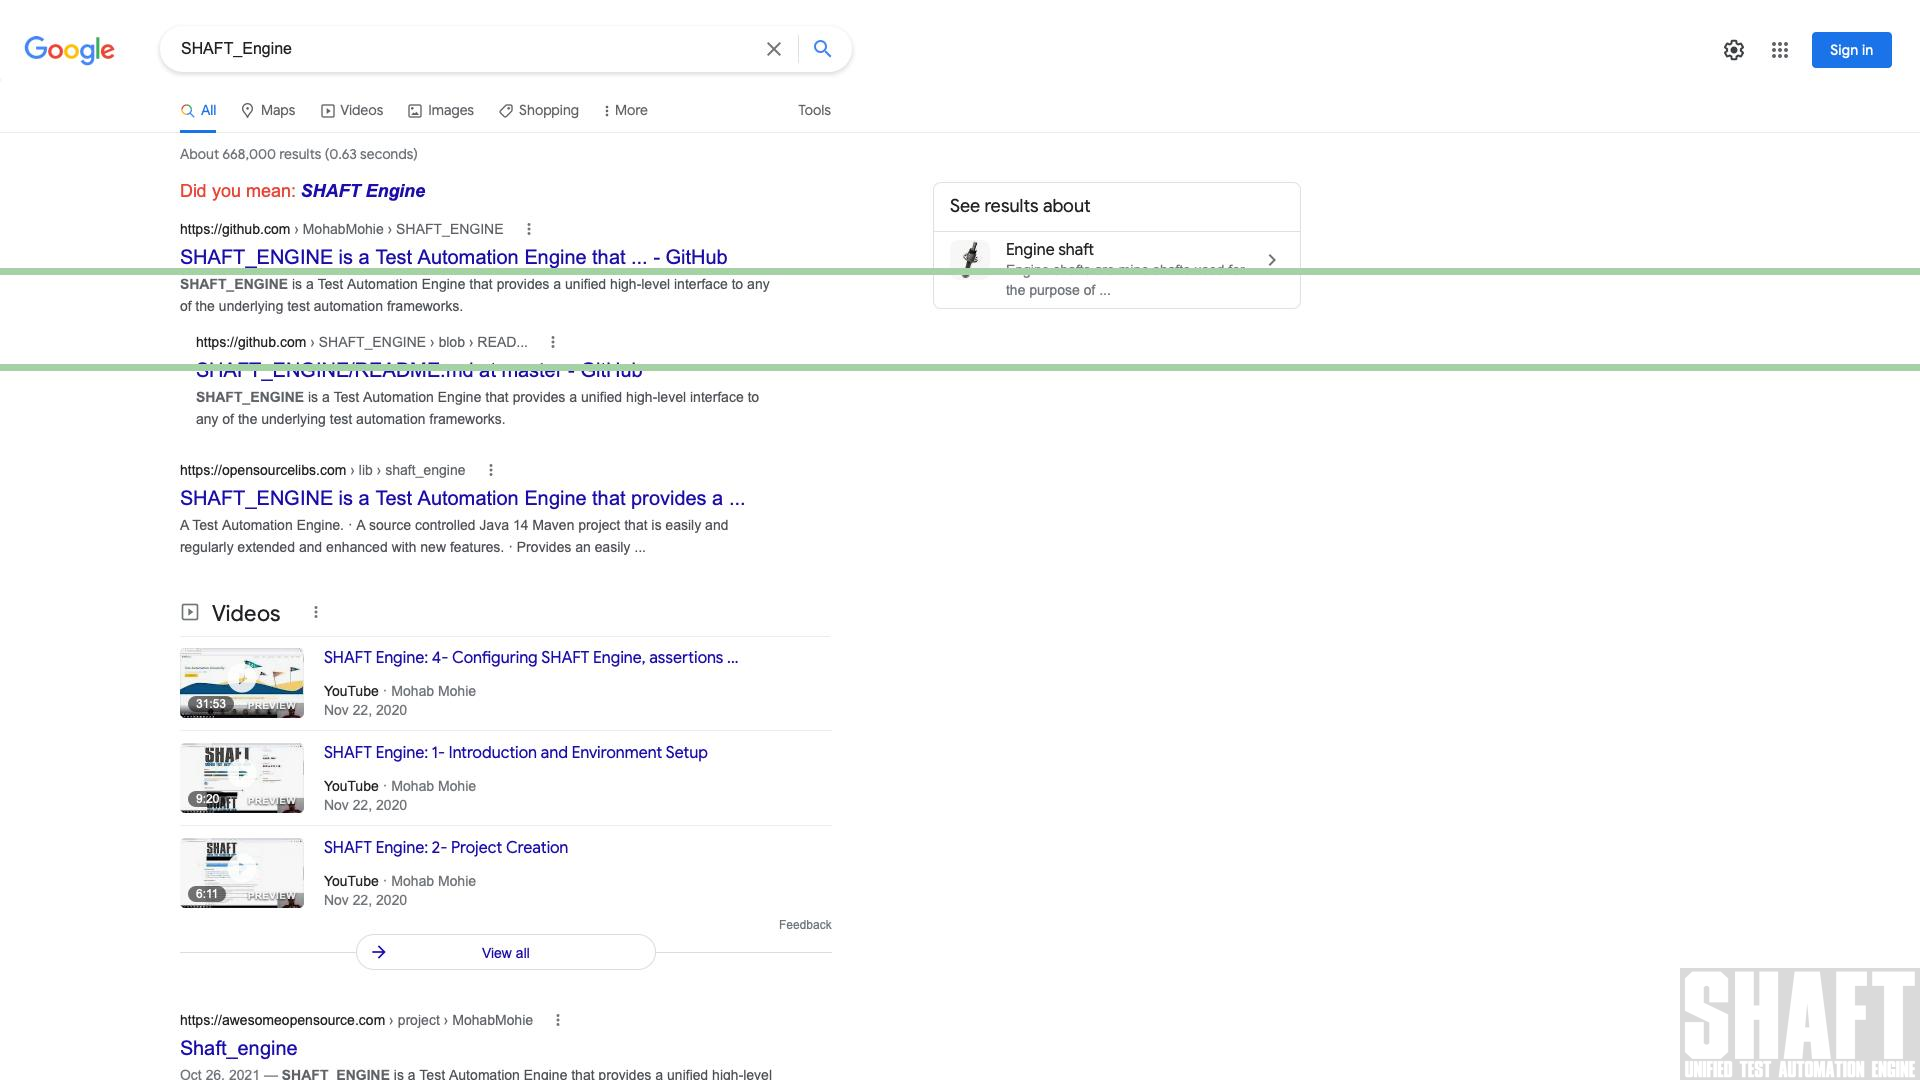 Google
SHAFT_Engine
Sign in
All
Maps
Videos
Images
Shopping
More
Tools
About 668,000 results (0.63 seconds)
Did you mean: SHAFT Engine
See results about
https://github.com › MohabMohie › SHAFT_ENGINE
SHAFT_ENGINE is a Test Automation Engine that ... - GitHub
Engine shaft
Engine shafts are mine shafts used for
the purpose of ...
SHAFT_ENGINE is a Test Automation Engine that provides a unified high-level interface to any
of the underlying test automation frameworks.
https://github.com › SHAFT_ENGINE › blob › READ...
SHAFT_ENGINE/README.md at master - GitHub
SHAFT_ENGINE is a Test Automation Engine that provides a unified high-level interface to
any of the underlying test automation frameworks.
https://opensourcelibs.com › lib › shaft_engine
SHAFT_ENGINE is a Test Automation Engine that provides a ...
A Test Automation Engine. · A source controlled Java 14 Maven project that is easily and
regularly extended and enhanced with new features. · Provides an easily ...
Videos
SHAFT Engine: 4- Configuring SHAFT Engine, assertions ...
31:53
PREVIEW
YouTube · Mohab Mohie
Nov 22, 2020
SHAFT
SHAFT Engine: 1- Introduction and Environment Setup
9:20
PREVIEW
YouTube · Mohab Mohie
Nov 22, 2020
SHAFT
SHAFT Engine: 2- Project Creation
6:11
PREVIEW
YouTube · Mohab Mohie
Nov 22, 2020
Feedback
View all
https://awesomeopensource.com › project › MohabMohie
Shaft_engine
Oct 26, 2021 — SHAFT_ENGINE is a Test Automation Engine that provides a unified high-level
SHAFT
UNIFIED TEST AUTOMATION ENGINE